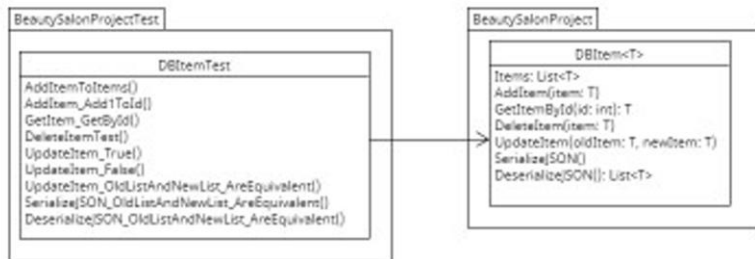 BeautySalonProjectTest
DBItemTest
AddItemToItems()
AddItem_Add1ToId()
GetItem_GetById()
DeleteItemTest()
UpdateItem_True()
UpdateItem_False()
UpdateItem_OldListAndNewList_AreEquivalent()
SerializeJSON_OldListAndNewList_AreEquivalent()
DeserializeJSON_OldListAndNewList_AreEquivalent()
BeautySalonProject
DBItem<T>
Items: List<T>
AddItem(item: T)
GetItemById(id: int): T
DeleteItem(item: T)
UpdateItem(oldItem: T, newItem: T)
SerializeJSON()
DeserializeJSON(): List<T>